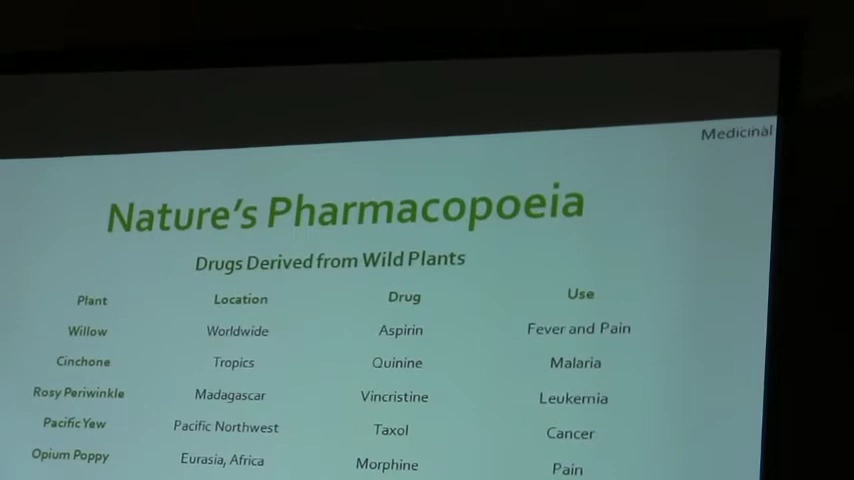 Medicinal
Nature's Pharmacopoeia
Drugs Derived from Wild Plants
Plant Location Drug Use
Willow Worldwide Aspirin Fever and Pain
Cinchone Tropics Quinine Malaria
Rosy Periwinkle Madagascar Vincristine Leukemia
Pacific Yew Pacific Northwest Taxol Cancer
Opium Poppy Eurasia, Africa Morphine Pain